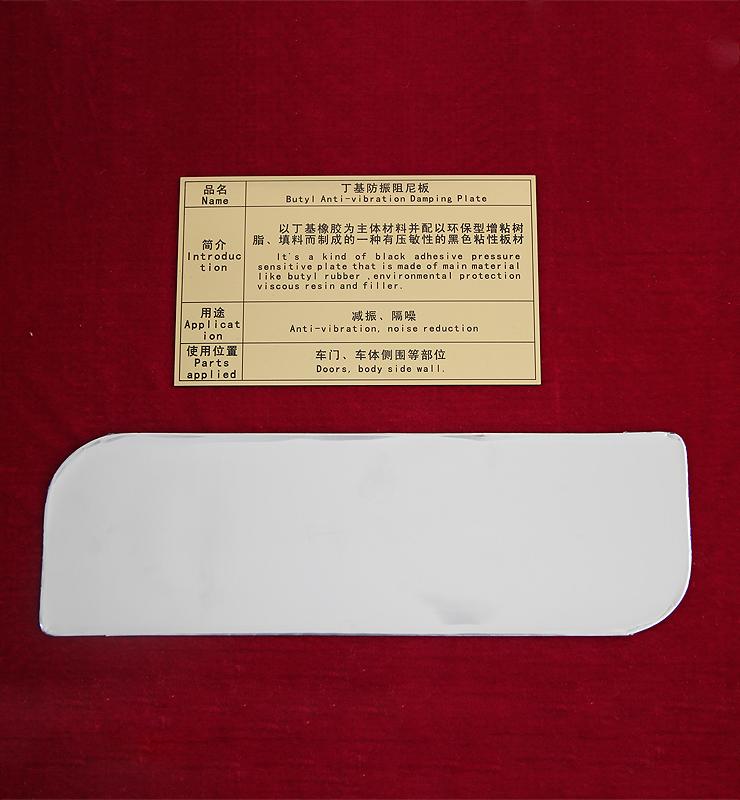 品名
Name
丁基防振阻尼板
Butyl Anti-vibration Damping Plate
简介
Introduc
tion
以丁基橡胶为主体材料并配以环保型增粘树
脂、填料而制成的一种有压敏性的黑色粘性板材
It's a kind of black adhesive pressure
sensitive plate that is made of main material
like butyl rubber ,environmental protection
viscous resin and filler.
用途
Applicat
ion
减振、隔噪
Anti-vibration, noise reduction
使用位置
Parts
applied
车门、车体侧围等部位
Doors, body side wall.